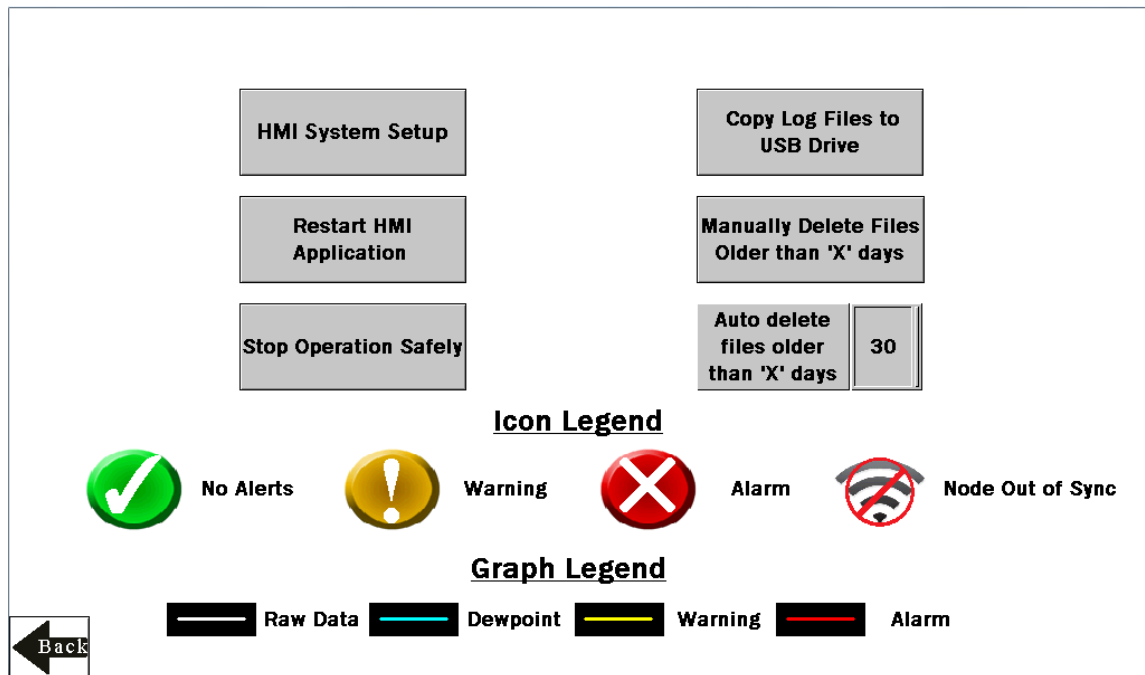 HMI System Setup
Copy Log Files to
USB Drive
Restart HMI
Application
Manually Delete Files
Older than 'X' days
Stop Operation Safely
Auto delete
files older
than 'X' days
30
Icon Legend
No Alerts
Warning
Alarm
Node Out of Sync
Graph Legend
Raw Data
Dewpoint
Warning
Alarm
Back